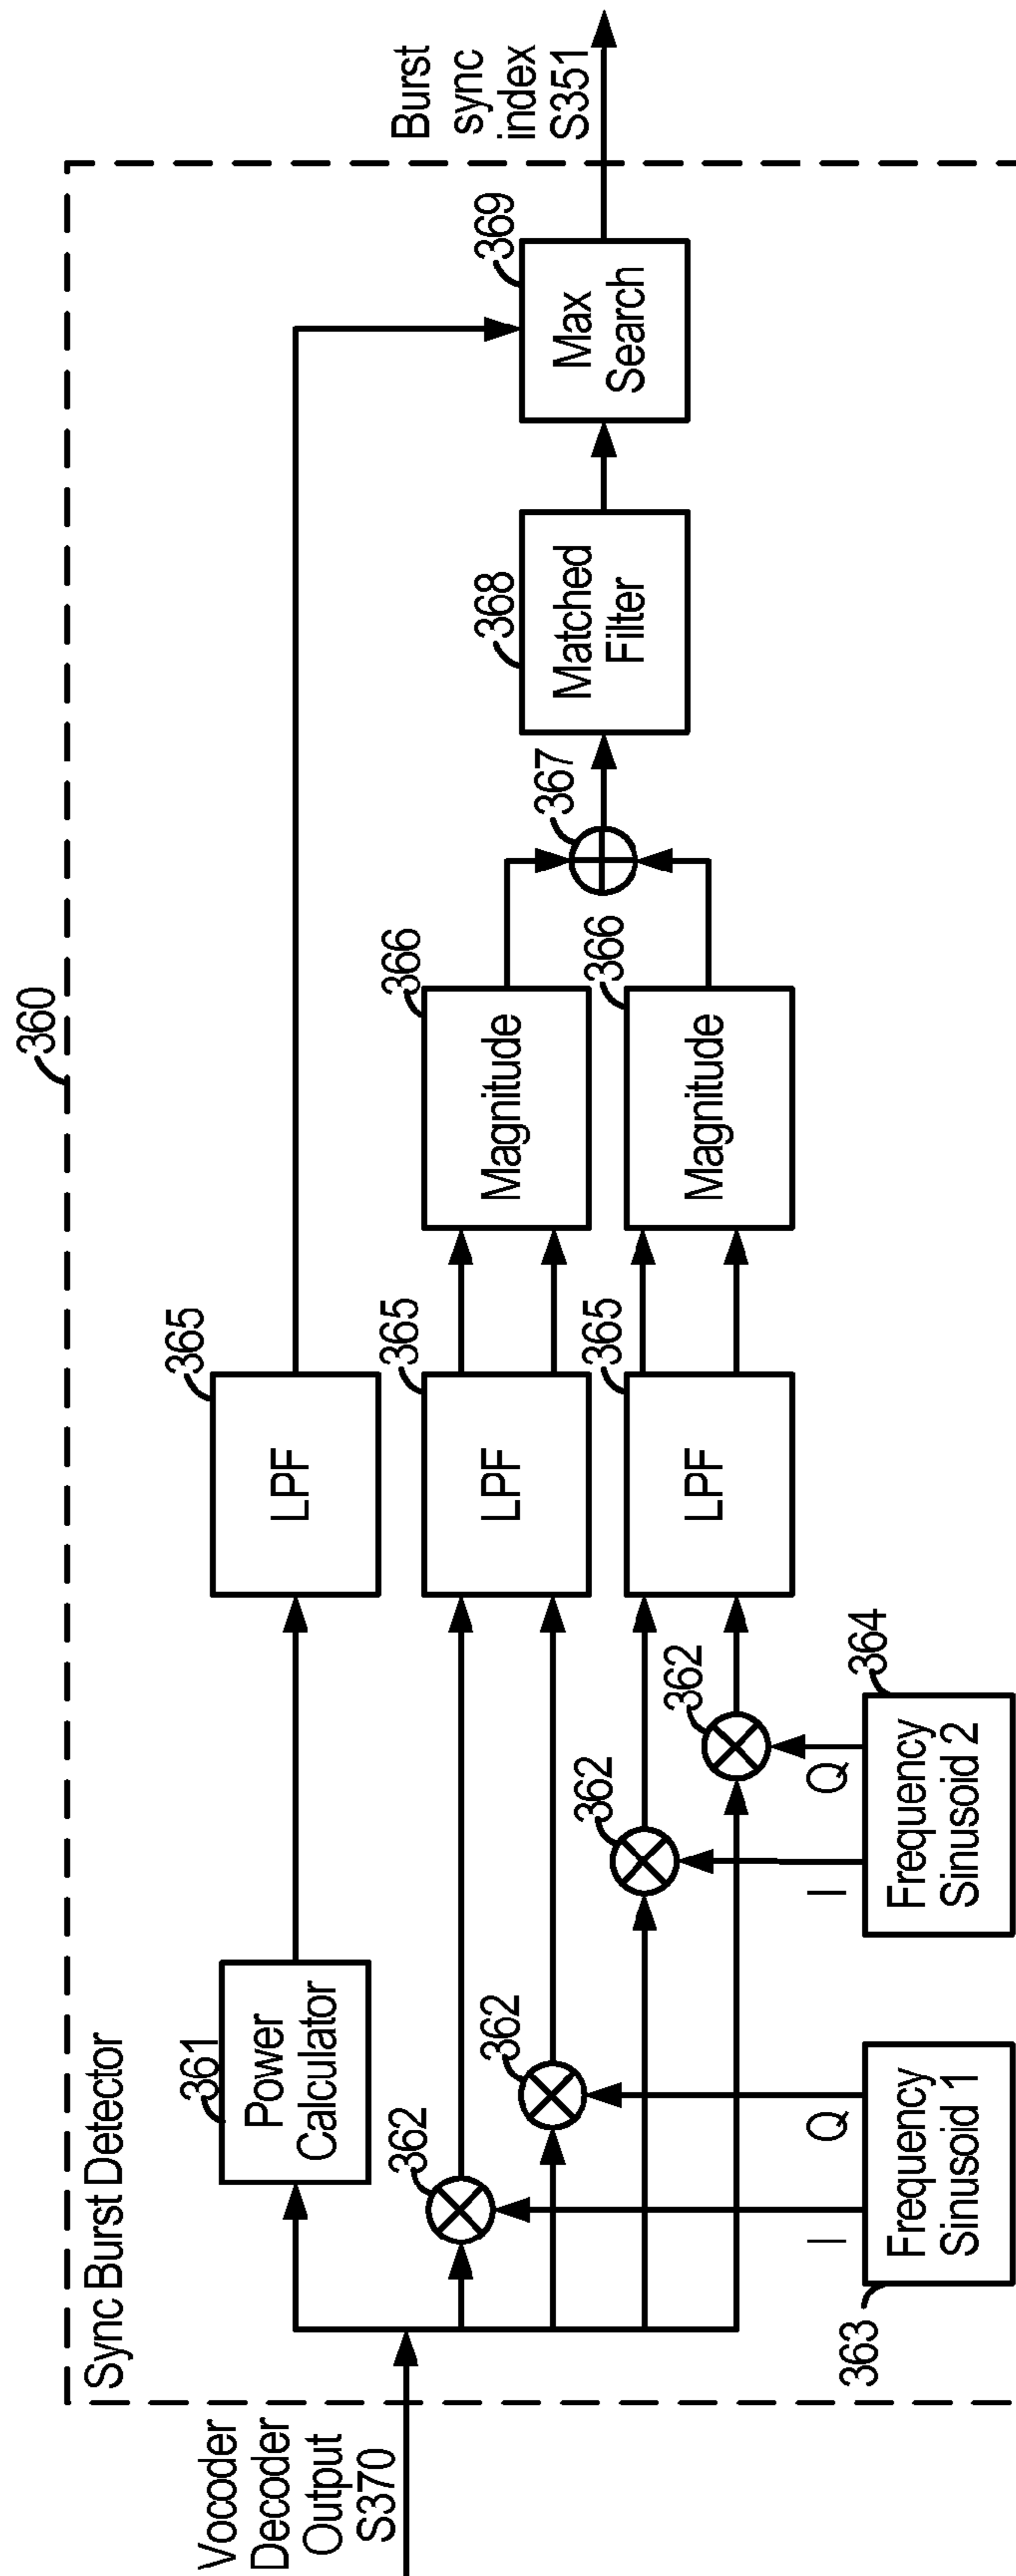 360
Sync Burst Detector
Vocoder
Decoder
Output
S370
361
Power
Calculator
365
LPF
362
362
365
LPF
366
Magnitude
362
362
365
LPF
366
Magnitude
367
368
Matched
Filter
369
Max
Search
Burst
sync
index
S351
I
Q
363
Frequency
Sinusoid 1
I
Q
364
Frequency
Sinusoid 2